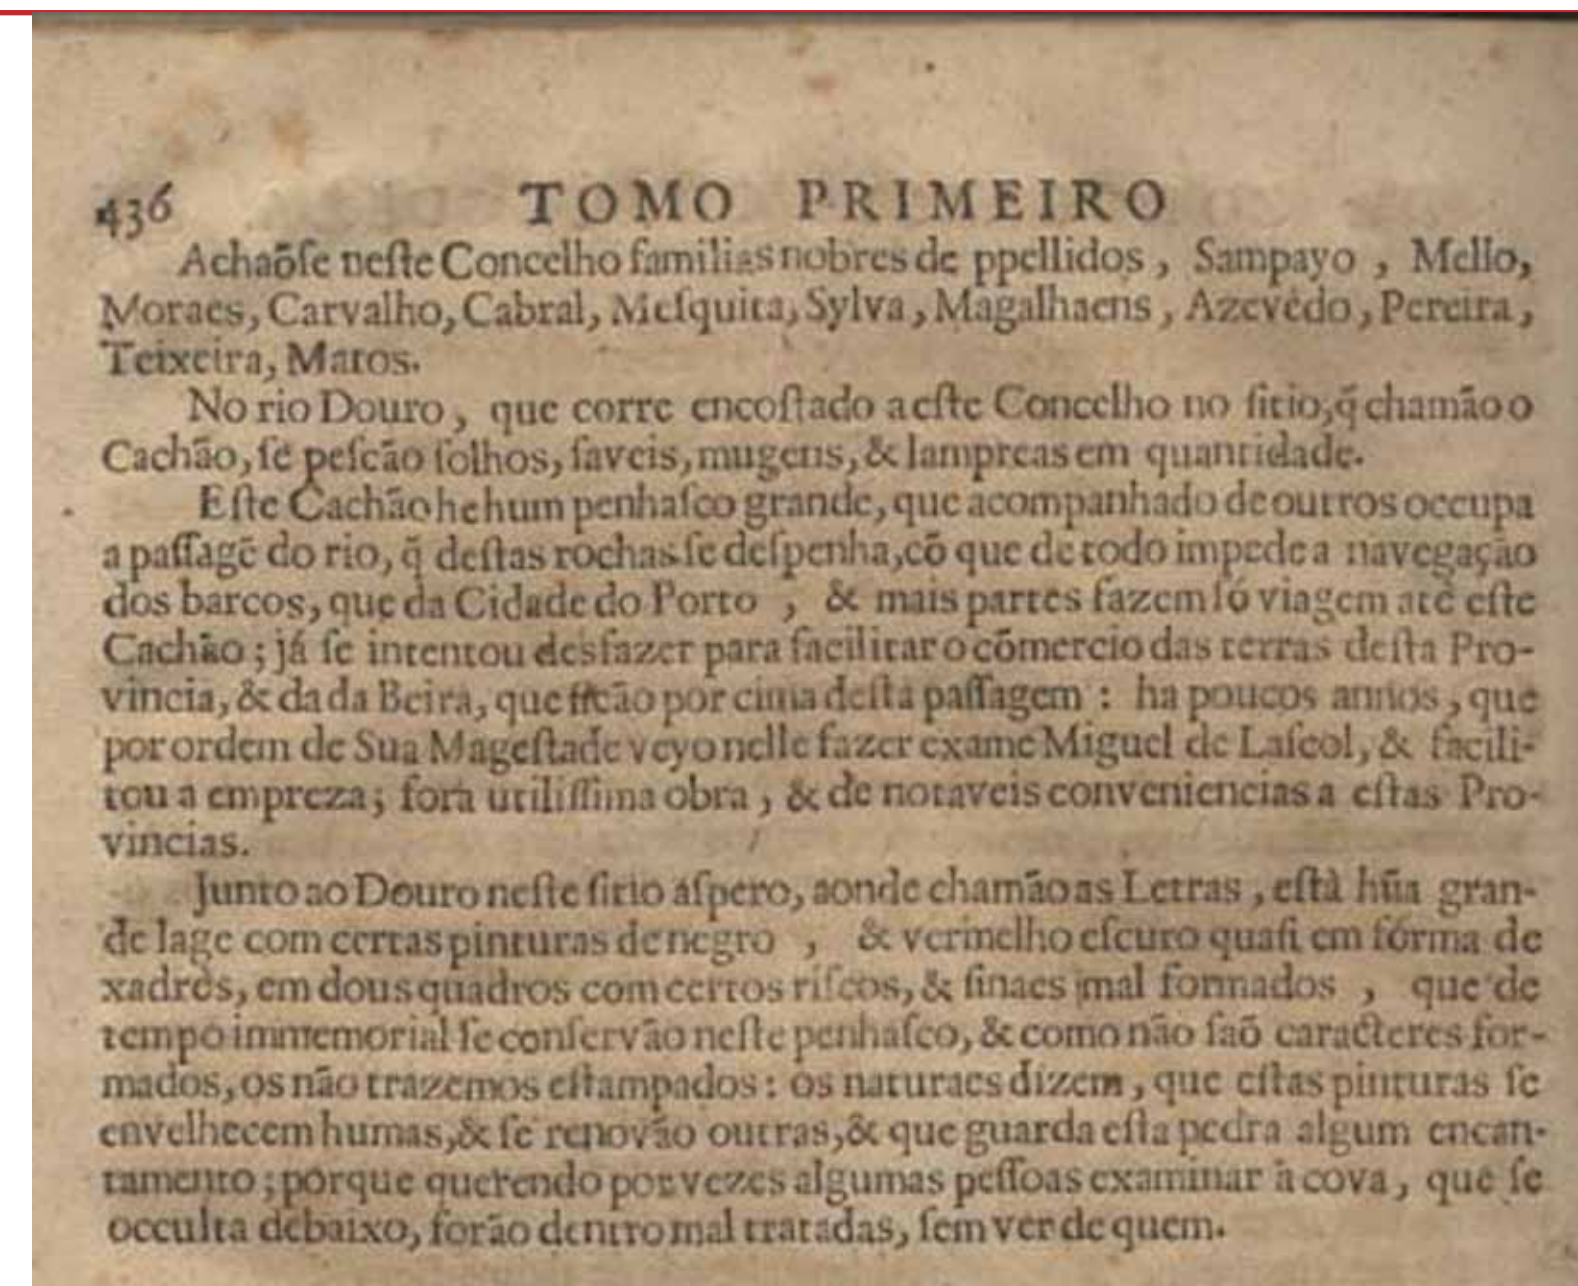 436 TOMO PRIMEIRO
Achaõſe neſte Concelho familias nobres de ppellidos, Sampayo, Mello,
Moraes, Carvalho, Cabral, Meſquita, Sylva, Magalhaens, Azevedo, Pereira,
Teixeira, Matos.
No rio Douro, que corre encoſtado a eſte Concelho no ſitio, q̃ chamão o
Cachão, ſe peſcão ſolhos, ſaveis, mugens, & lampreas em quantidade.
Eſte Cachão he hum penhaſco grande, que acompanhado de outros occupa
a paſſagẽ do rio, q̃ deſtas rochas ſe deſpenha, cõ que de todo impede a navegação
dos barcos, que da Cidade do Porto, & mais partes fazem ſó viagem atè eſte
Cachão; já ſe intentou desfazer para facilitar o cõmercio das terras deſta Pro-
vincia, & da da Beira, que ficão por cima deſta paſſagem : ha poucos annos, que
por ordem de Sua Mageſtade veyo nelle fazer exame Miguel de Laſcol, & facili-
tou a empreza; fora utiliſſima obra, & de notaveis conveniencias a eſtas Pro-
vincias.
Junto ao Douro neſte ſitio aſpero, aonde chamão as Letras, eſtà hũa gran-
de lage com certas pinturas de negro, & vermelho eſcuro quaſi em fórma de
xadrès, em dous quadros com certos riſcos, & ſinaes mal formados, que de
tempo immemorial ſe conſervão neſte penhaſco, & como não ſaõ caracteres for-
mados, os não trazemos eſtampados : os naturaes dizem, que eſtas pinturas ſe
envelhecem humas, & ſe renovão outras, & que guarda eſta pedra algum encan-
tamento; porque querendo por vezes algumas peſſoas examinar a cova, que ſe
occulta debaixo, forão dentro mal tratadas, ſem ver de quem.